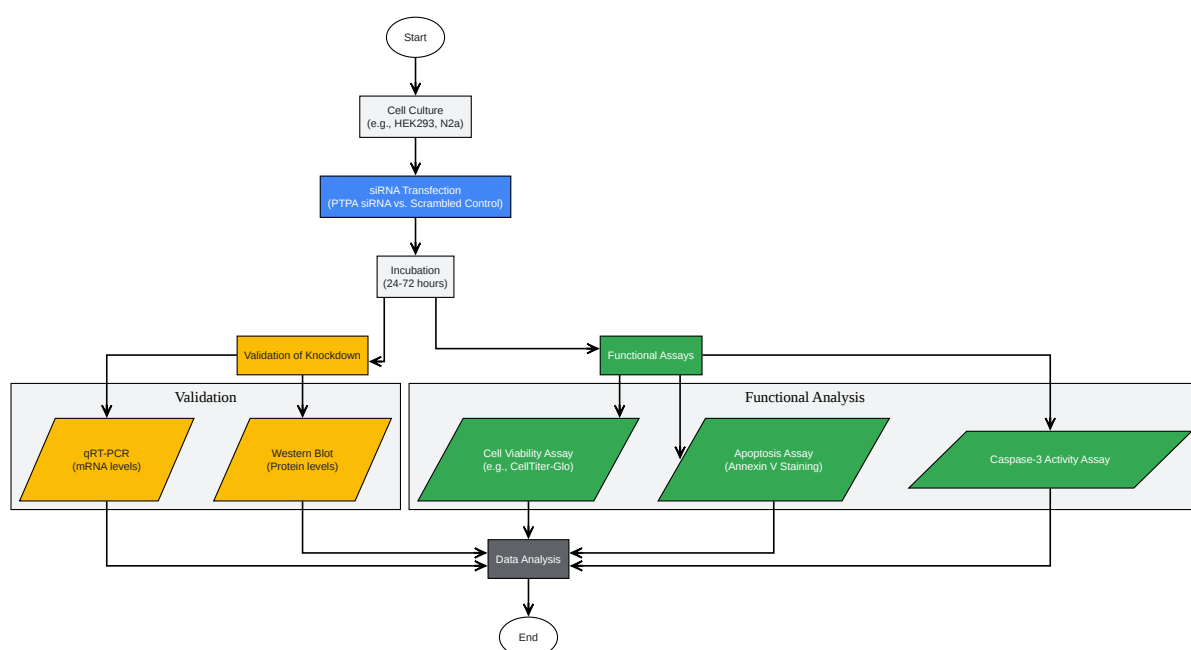 Start
Cell Culture
(e.g., HEK293, N2a)
siRNA Transfection
(PTPA siRNA vs. Scrambled Control)
Incubation
(24-72 hours)
Validation of Knockdown
Functional Assays
Validation
Functional Analysis
qRT-PCR
(mRNA levels)
Western Blot
(Protein levels)
Cell Viability Assay
(e.g., CellTiter-Glo)
Apoptosis Assay
(Annexin V Staining)
Caspase-3 Activity Assay
Data Analysis
End